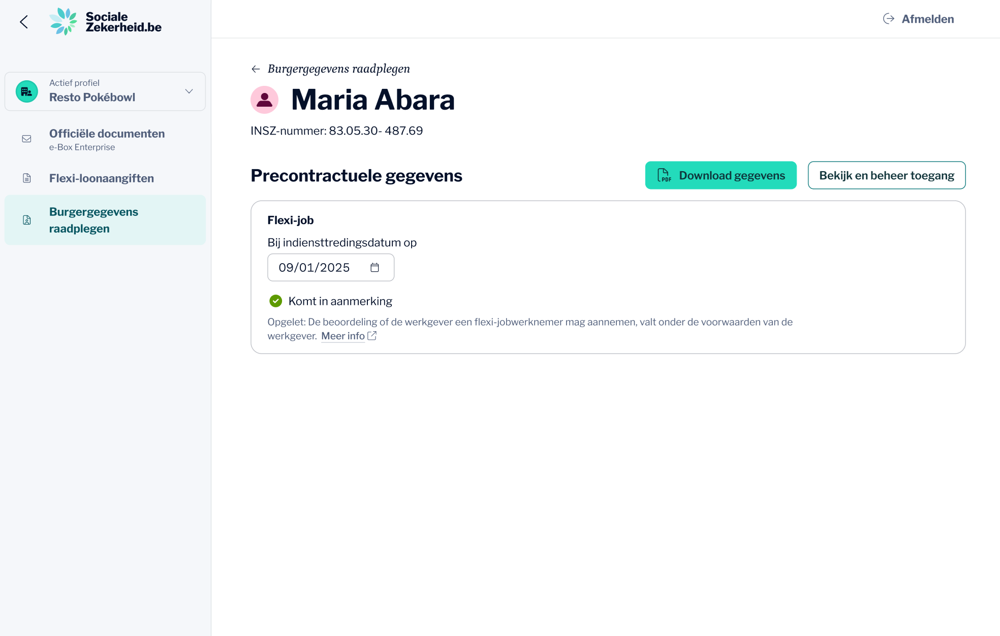 Sociale
Zekerheid.be
Afmelden
Actief profiel
Resto Pokébowl
Officiële documenten
e-Box Enterprise
Flexi-loonaangiften
Burgergegevens
raadplegen
Burgergegevens raadplegen
Maria Abara
INSZ-nummer: 83.05.30- 487.69
Precontractuele gegevens
PDF Download gegevens
Bekijk en beheer toegang
Flexi-job
Bij indiensttredingsdatum op
09/01/2025
Komt in aanmerking
Opgelet: De beoordeling of de werkgever een flexi-jobwerknemer mag aannemen, valt onder de voorwaarden van de
werkgever. Meer info